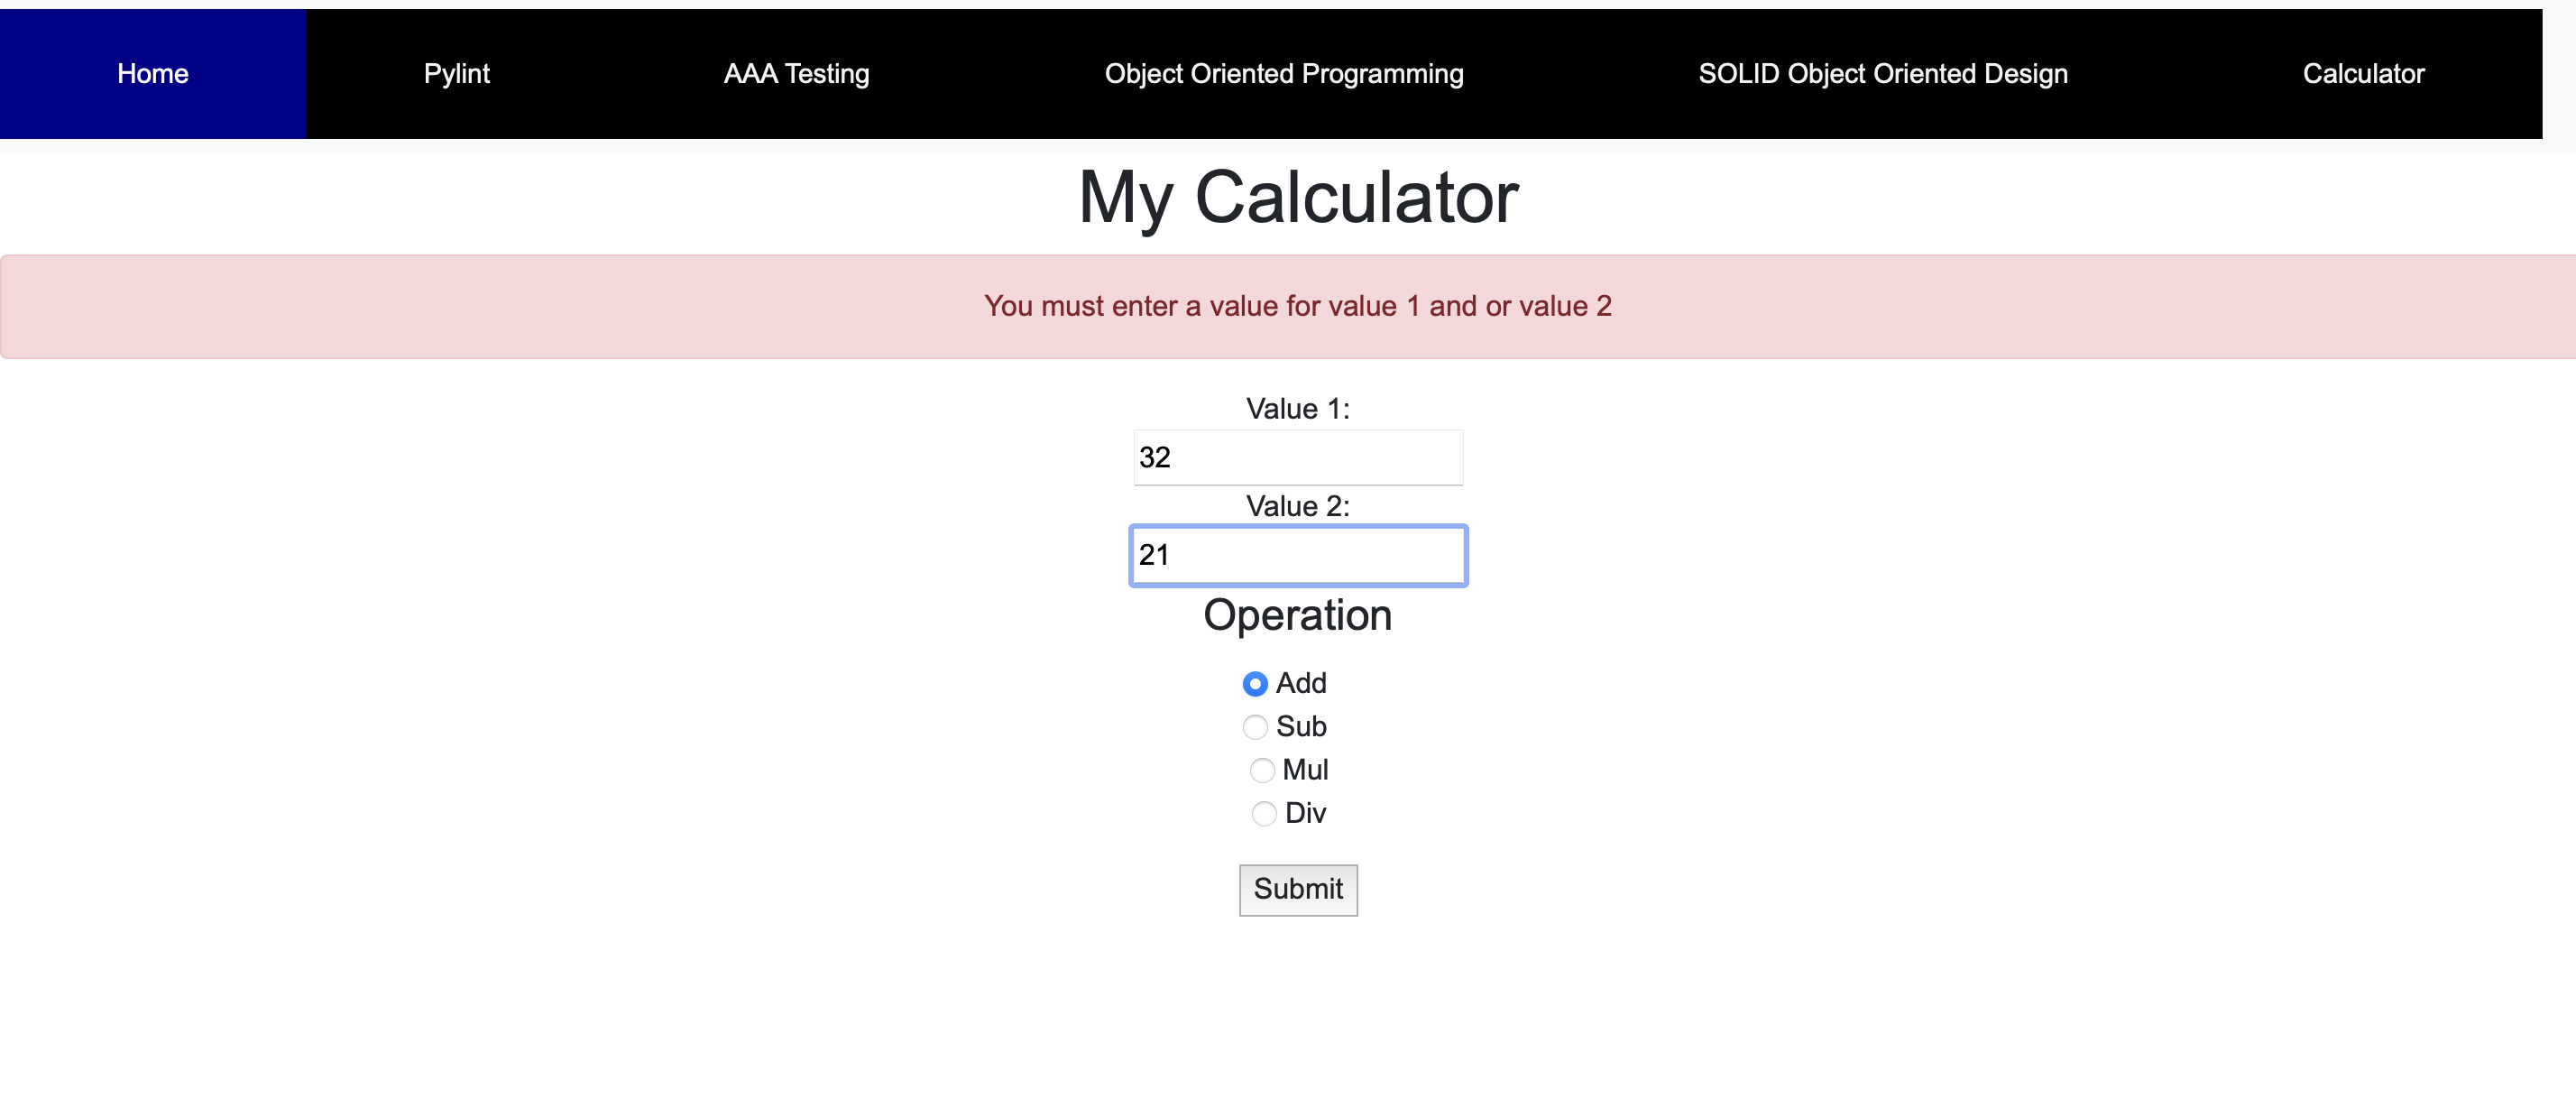 Home Pylint AAA Testing Object Oriented Programming SOLID Object Oriented Design Calculator
My Calculator
You must enter a value for value 1 and or value 2
Value 1:
32
Value 2:
21
Operation
Add
Sub
Mul
Div
Submit